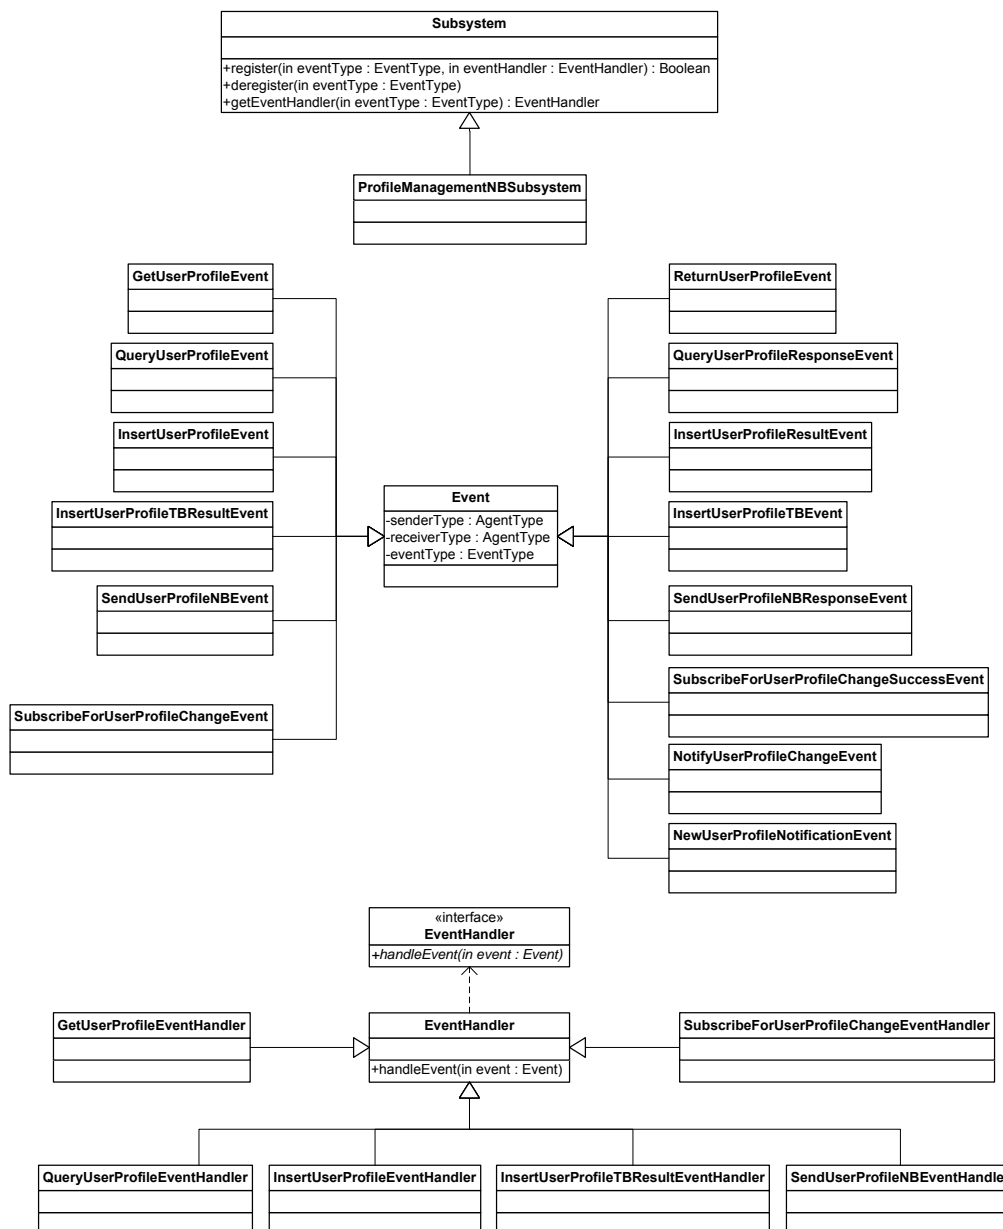 Subsystem
+register(in eventType : EventType, in eventHandler : EventHandler) : Boolean
+deregister(in eventType : EventType)
+getEventHandler(in eventType : EventType) : EventHandler
ProfileManagementNBSubsystem
GetUserProfileEvent
QueryUserProfileEvent
InsertUserProfileEvent
InsertUserProfileTBResultEvent
SendUserProfileNBEvent
SubscribeForUserProfileChangeEvent
Event
-senderType : AgentType
-receiverType : AgentType
-eventType : EventType
ReturnUserProfileEvent
QueryUserProfileResponseEvent
InsertUserProfileResultEvent
InsertUserProfileTBEvent
SendUserProfileNBResponseEvent
SubscribeForUserProfileChangeSuccessEvent
NotifyUserProfileChangeEvent
NewUserProfileNotificationEvent
«interface»
EventHandler
+handleEvent(in event : Event)
GetUserProfileEventHandler
EventHandler
+handleEvent(in event : Event)
SubscribeForUserProfileChangeEventHandler
QueryUserProfileEventHandler
InsertUserProfileEventHandler
InsertUserProfileTBResultEventHandler
SendUserProfileNBEventHandle